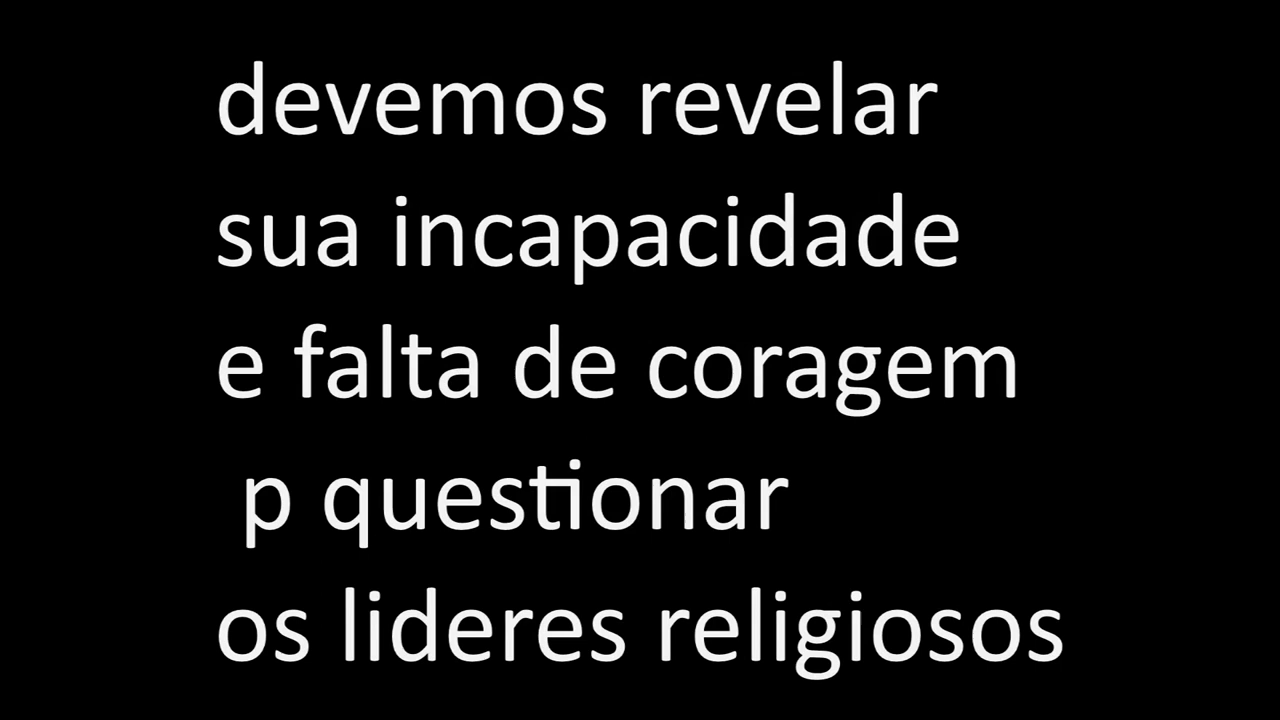 devemos revelar
sua incapacidade
e falta de coragem
p questionar
os lideres religiosos